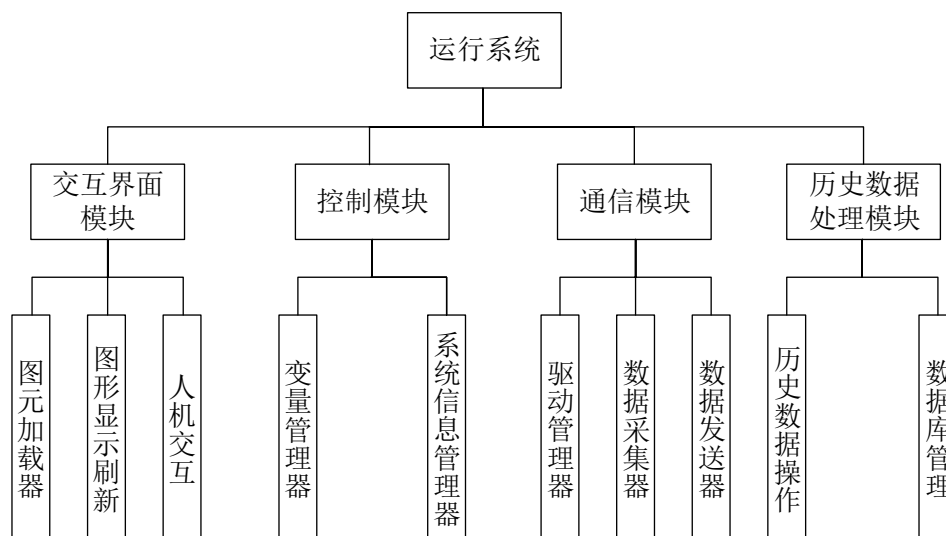 运行系统
交互界面
模块
控制模块
通信模块
历史数据
处理模块
图元加载器
图形显示刷新
人机交互
变量管理器
系统信息管理器
驱动管理器
数据采集器
数据发送器
历史数据操作
数据库管理